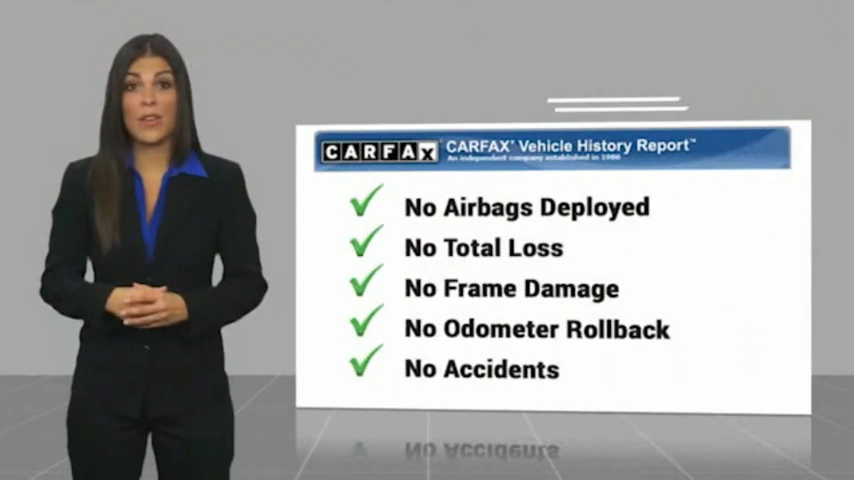 CARFAX CARFAX® Vehicle History Report™
An independent company established in 1986
No Airbags Deployed
No Total Loss
No Frame Damage
No Odometer Rollback
No Accidents
No Accidents